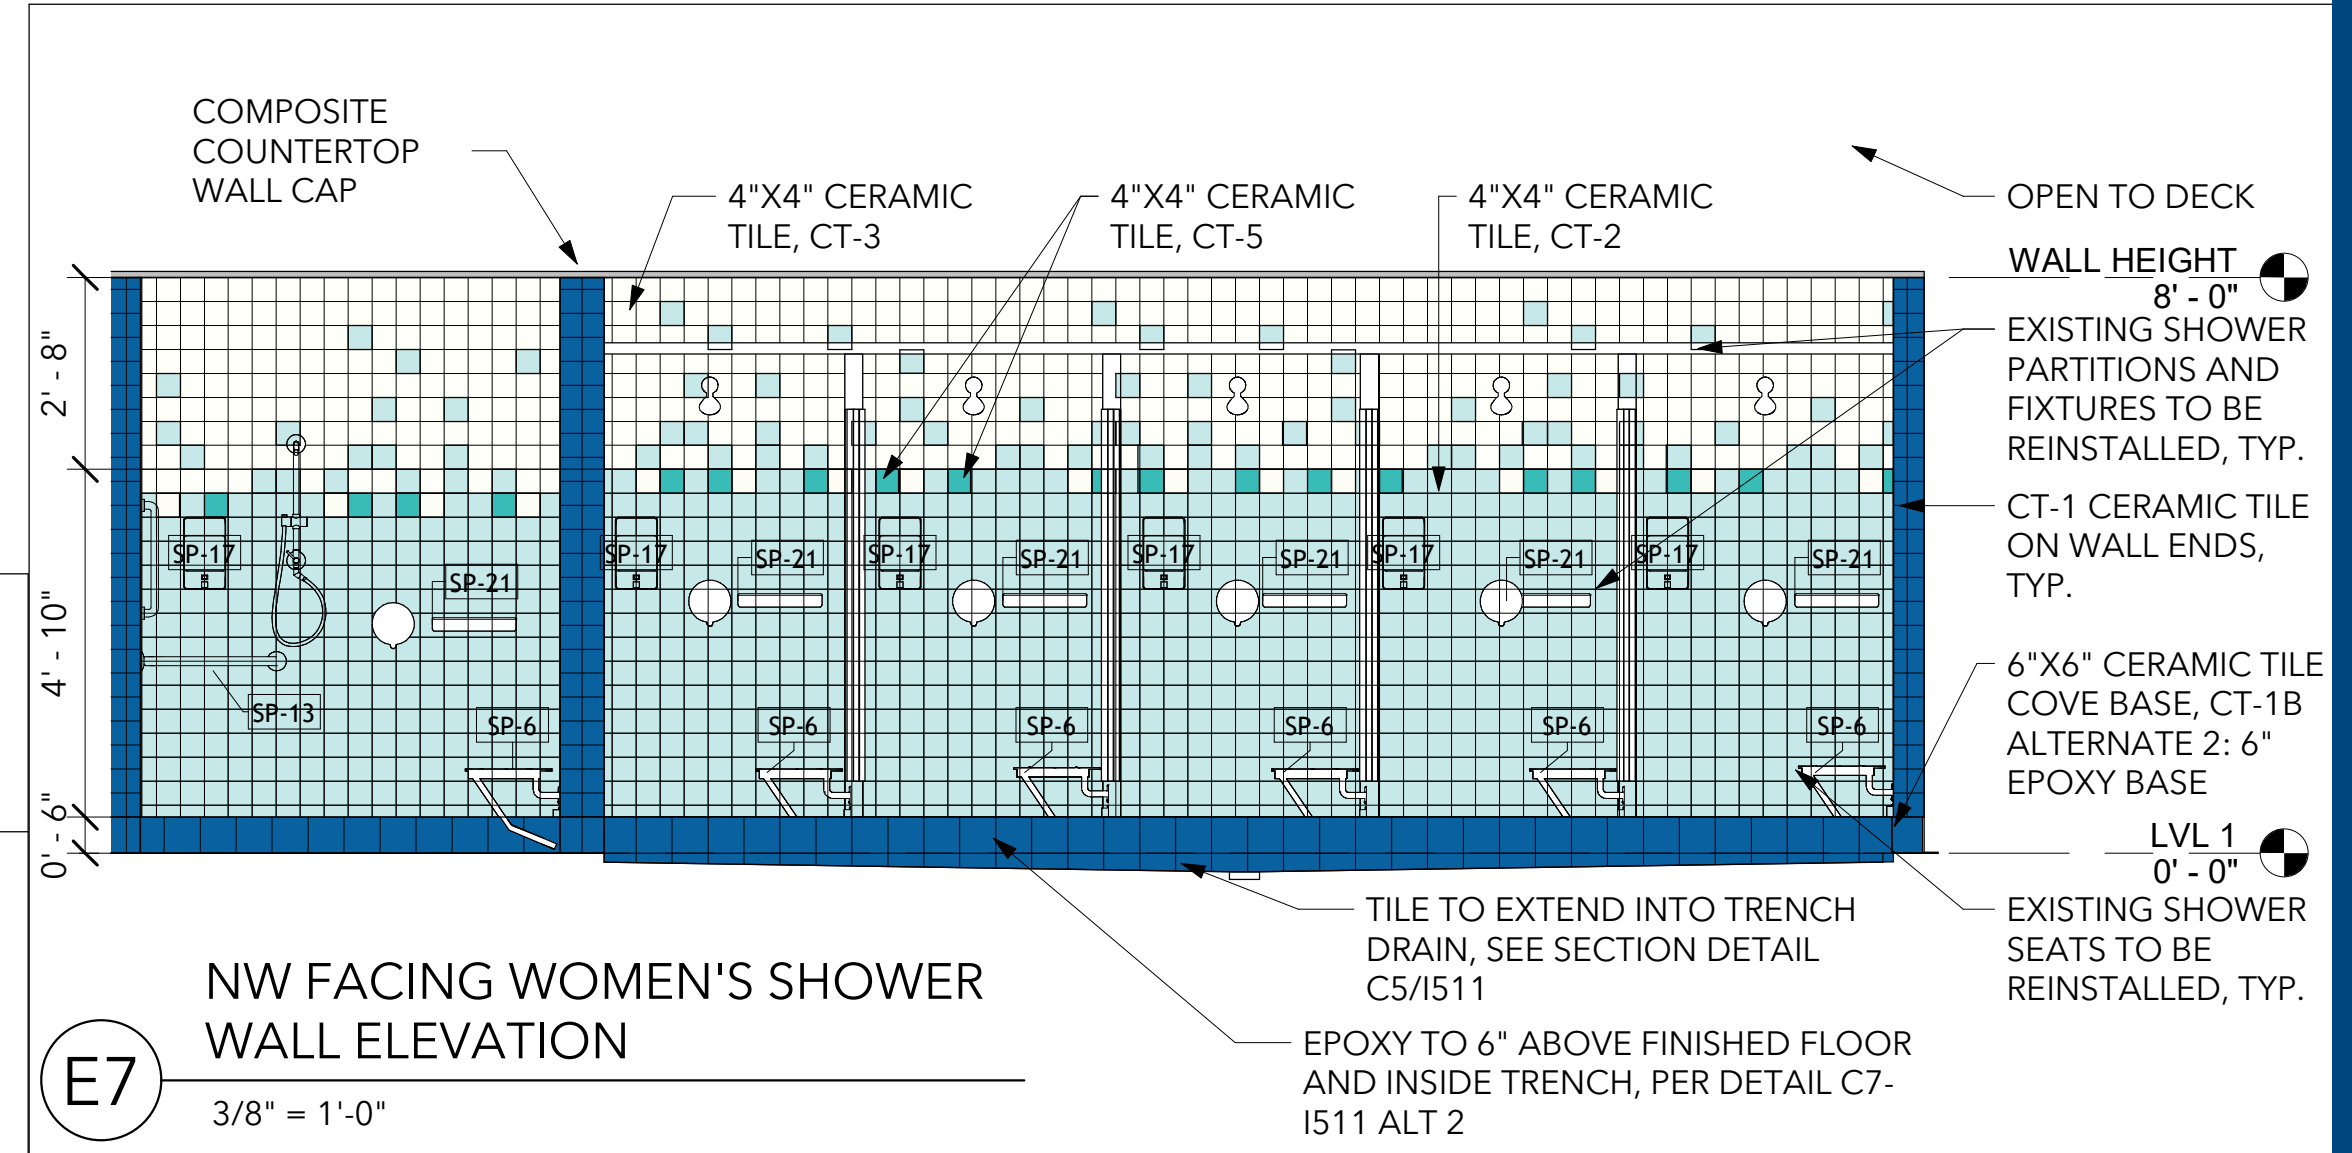 COMPOSITE
COUNTERTOP
WALL CAP
4"X4" CERAMIC
TILE, CT-3
4"X4" CERAMIC
TILE, CT-5
4"X4" CERAMIC
TILE, CT-2
OPEN TO DECK
WALL HEIGHT
8' - 0"
EXISTING SHOWER
PARTITIONS AND
FIXTURES TO BE
REINSTALLED, TYP.
CT-1 CERAMIC TILE
ON WALL ENDS,
TYP.
6"X6" CERAMIC TILE
COVE BASE, CT-1B
ALTERNATE 2: 6"
EPOXY BASE
LVL 1
0' - 0"
EXISTING SHOWER
SEATS TO BE
REINSTALLED, TYP.
2' - 8"
4' - 10"
0' - 6"
SP-17
SP-21
SP-13
SP-6
SP-17
SP-21
SP-6
SP-17
SP-21
SP-6
SP-17
SP-21
SP-6
SP-17
SP-21
SP-6
SP-17
SP-21
SP-6
TILE TO EXTEND INTO TRENCH
DRAIN, SEE SECTION DETAIL
C5/I511
EPOXY TO 6" ABOVE FINISHED FLOOR
AND INSIDE TRENCH, PER DETAIL C7-
I511 ALT 2
NW FACING WOMEN'S SHOWER
WALL ELEVATION
E7
3/8" = 1'-0"